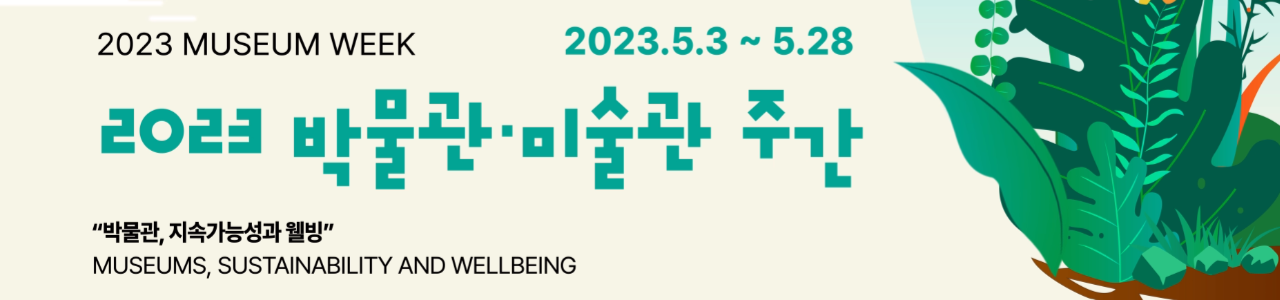 2023 MUSEUM WEEK
2023.5.3 ~ 5.28
2023 박물관·미술관 주간
“박물관, 지속가능성과 웰빙”
MUSEUMS, SUSTAINABILITY AND WELLBEING